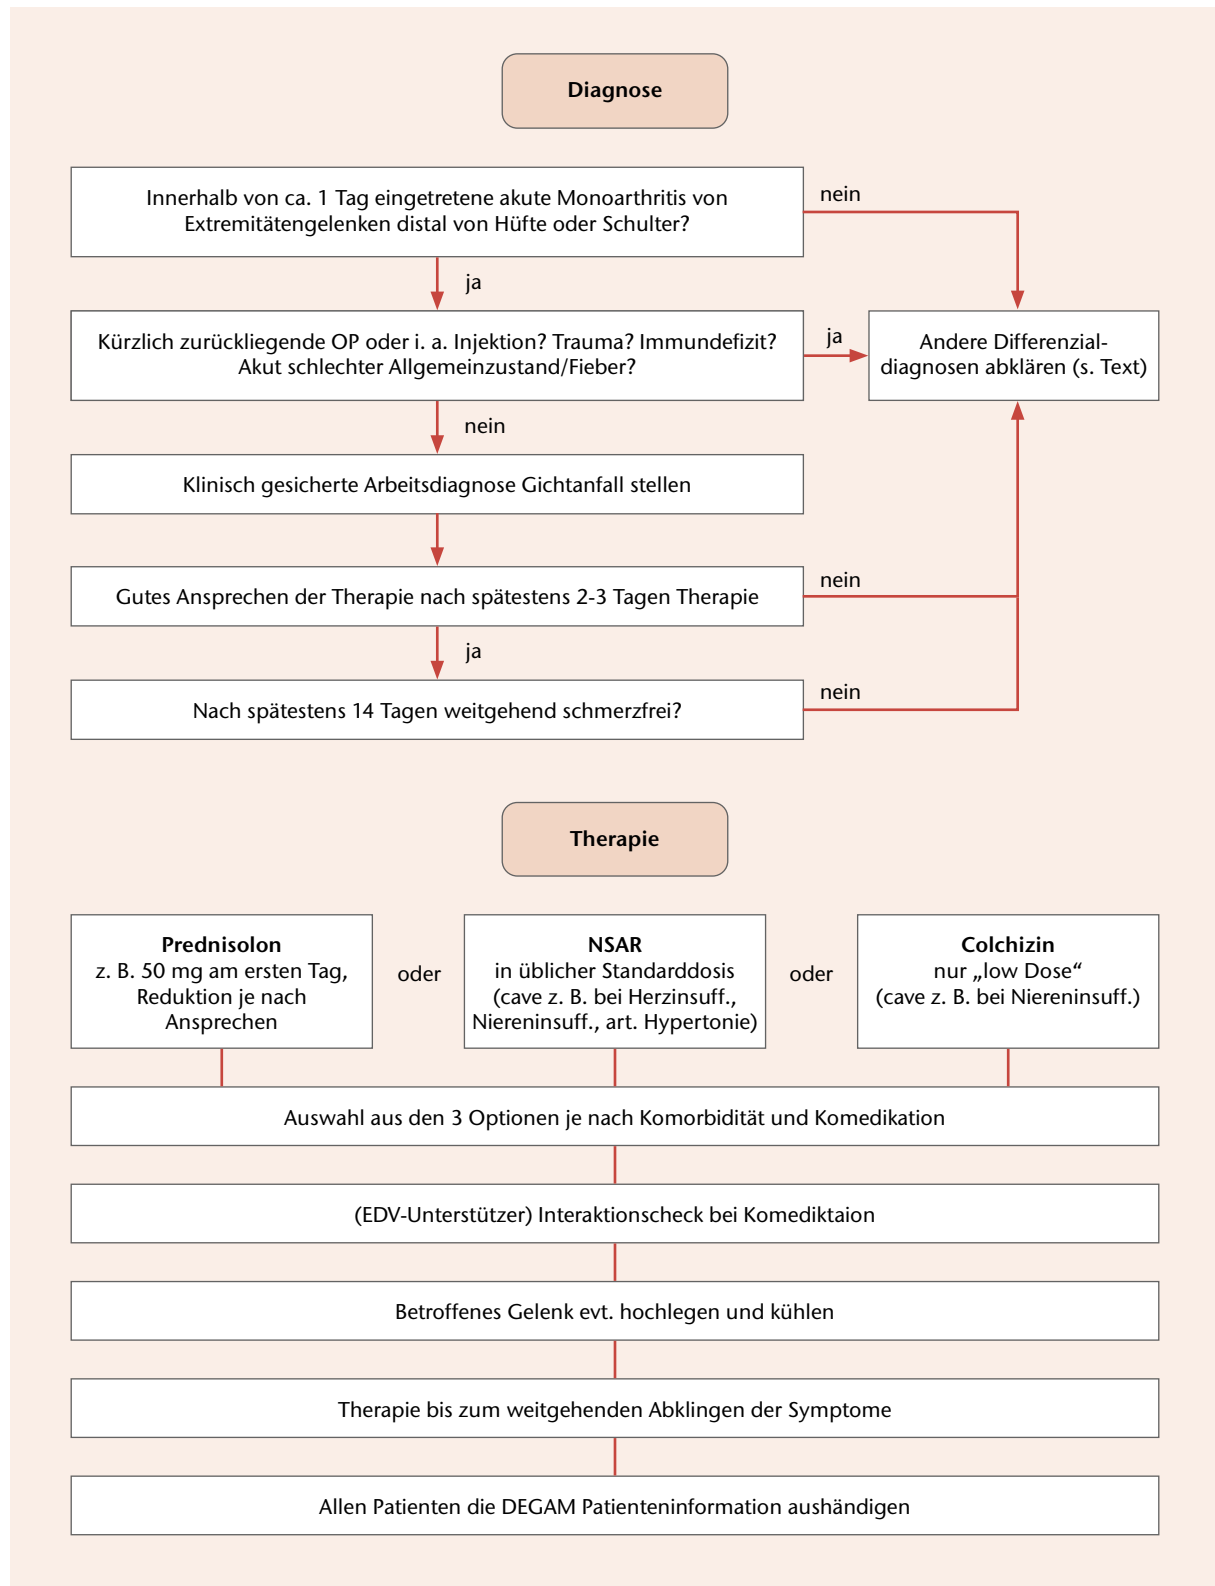 Diagnose
Innerhalb von ca. 1 Tag eingetretene akute Monoarthritis von
Extremitätengelenken distal von Hüfte oder Schulter?
nein
ja
Kürzlich zurückliegende OP oder i. a. Injektion? Trauma? Immundefizit?
Akut schlechter Allgemeinzustand/Fieber?
ja
Andere Differenzial-
diagnosen abklären (s. Text)
nein
Klinisch gesicherte Arbeitsdiagnose Gichtanfall stellen
Gutes Ansprechen der Therapie nach spätestens 2-3 Tagen Therapie
nein
ja
Nach spätestens 14 Tagen weitgehend schmerzfrei?
nein
Therapie
Prednisolon
z. B. 50 mg am ersten Tag,
Reduktion je nach
Ansprechen
oder
NSAR
in üblicher Standarddosis
(cave z. B. bei Herzinsuff.,
Niereninsuff., art. Hypertonie)
oder
Colchizin
nur „low Dose“
(cave z. B. bei Niereninsuff.)
Auswahl aus den 3 Optionen je nach Komorbidität und Komedikation
(EDV-Unterstützer) Interaktionscheck bei Komediktaion
Betroffenes Gelenk evt. hochlegen und kühlen
Therapie bis zum weitgehenden Abklingen der Symptome
Allen Patienten die DEGAM Patienteninformation aushändigen